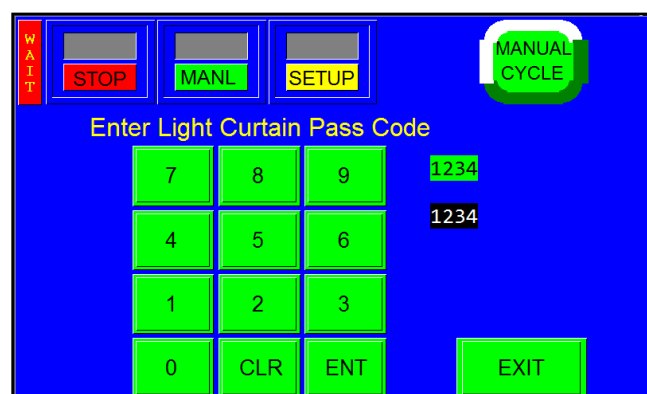 WAIT
STOP
MANL
SETUP
MANUAL
CYCLE
Enter Light Curtain Pass Code
7 8 9 1234
1234
4 5 6
1 2 3
0 CLR ENT EXIT